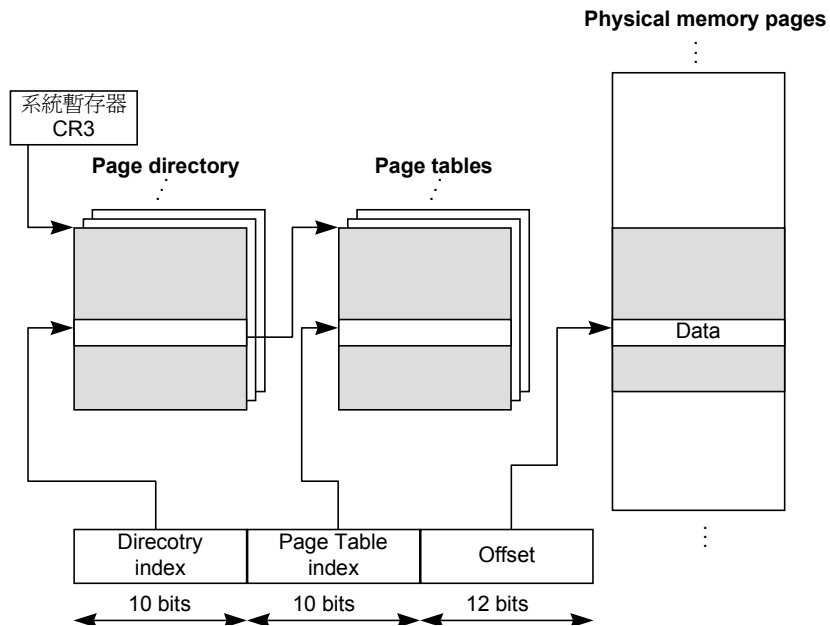 Physical memory pages
系統暫存器
CR3
Page directory
Page tables
Data
Direcotry
index
Page Table
index
Offset
10 bits
10 bits
12 bits